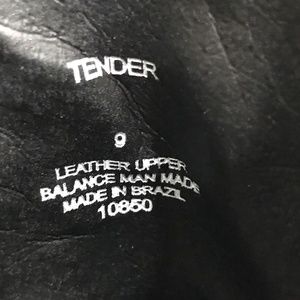 TENDER
9
LEATHER UPPER
BALANCE MAN MADE
MADE IN BRAZIL
10850